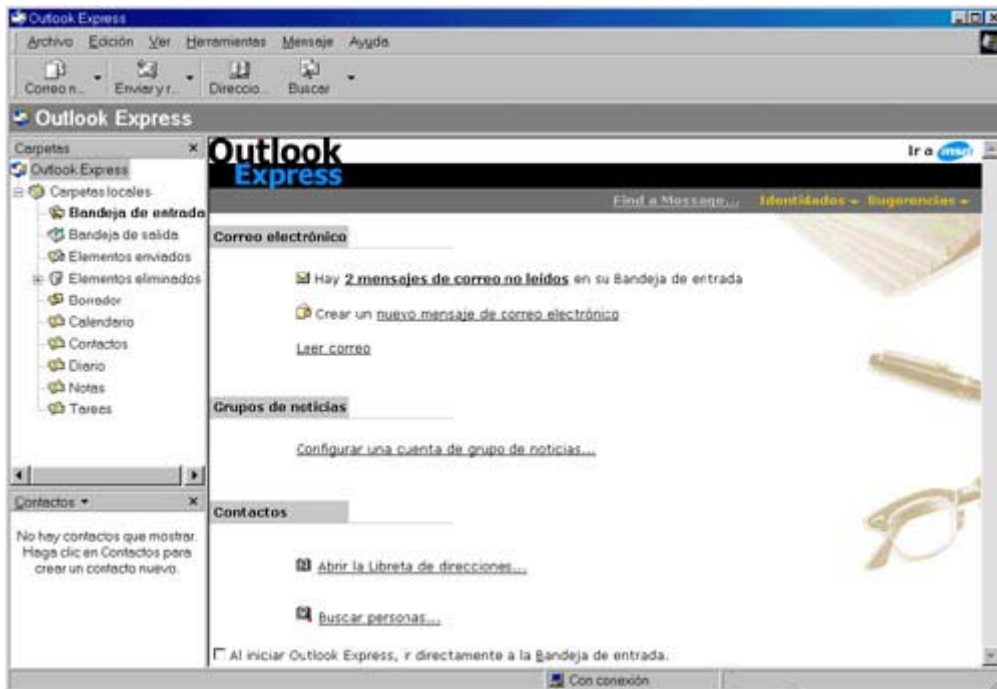 Outlook Express
Archivo Edición Ver Herramientas Mensaje Ayuda
Correo n... Enviar y r... Direccio... Buscar
Outlook Express
Carpetas
Outlook Express
Carpetas locales
Bandeja de entrada
Bandeja de salida
Elementos enviados
Elementos eliminados
Borrador
Calendario
Contactos
Diario
Notas
Tareas
Contactos
No hay contactos que mostrar.
Haga clic en Contactos para
crear un contacto nuevo.
Outlook
Express
Ir a msn
Find a Message... Identidades Sugerencias
Correo electrónico
Hay 2 mensajes de correo no leídos en su Bandeja de entrada
Crear un nuevo mensaje de correo electrónico
Leer correo
Grupos de noticias
Configurar una cuenta de grupo de noticias...
Contactos
Abrir la Libreta de direcciones...
Buscar personas...
Al iniciar Outlook Express, ir directamente a la Bandeja de entrada.
Con conexión